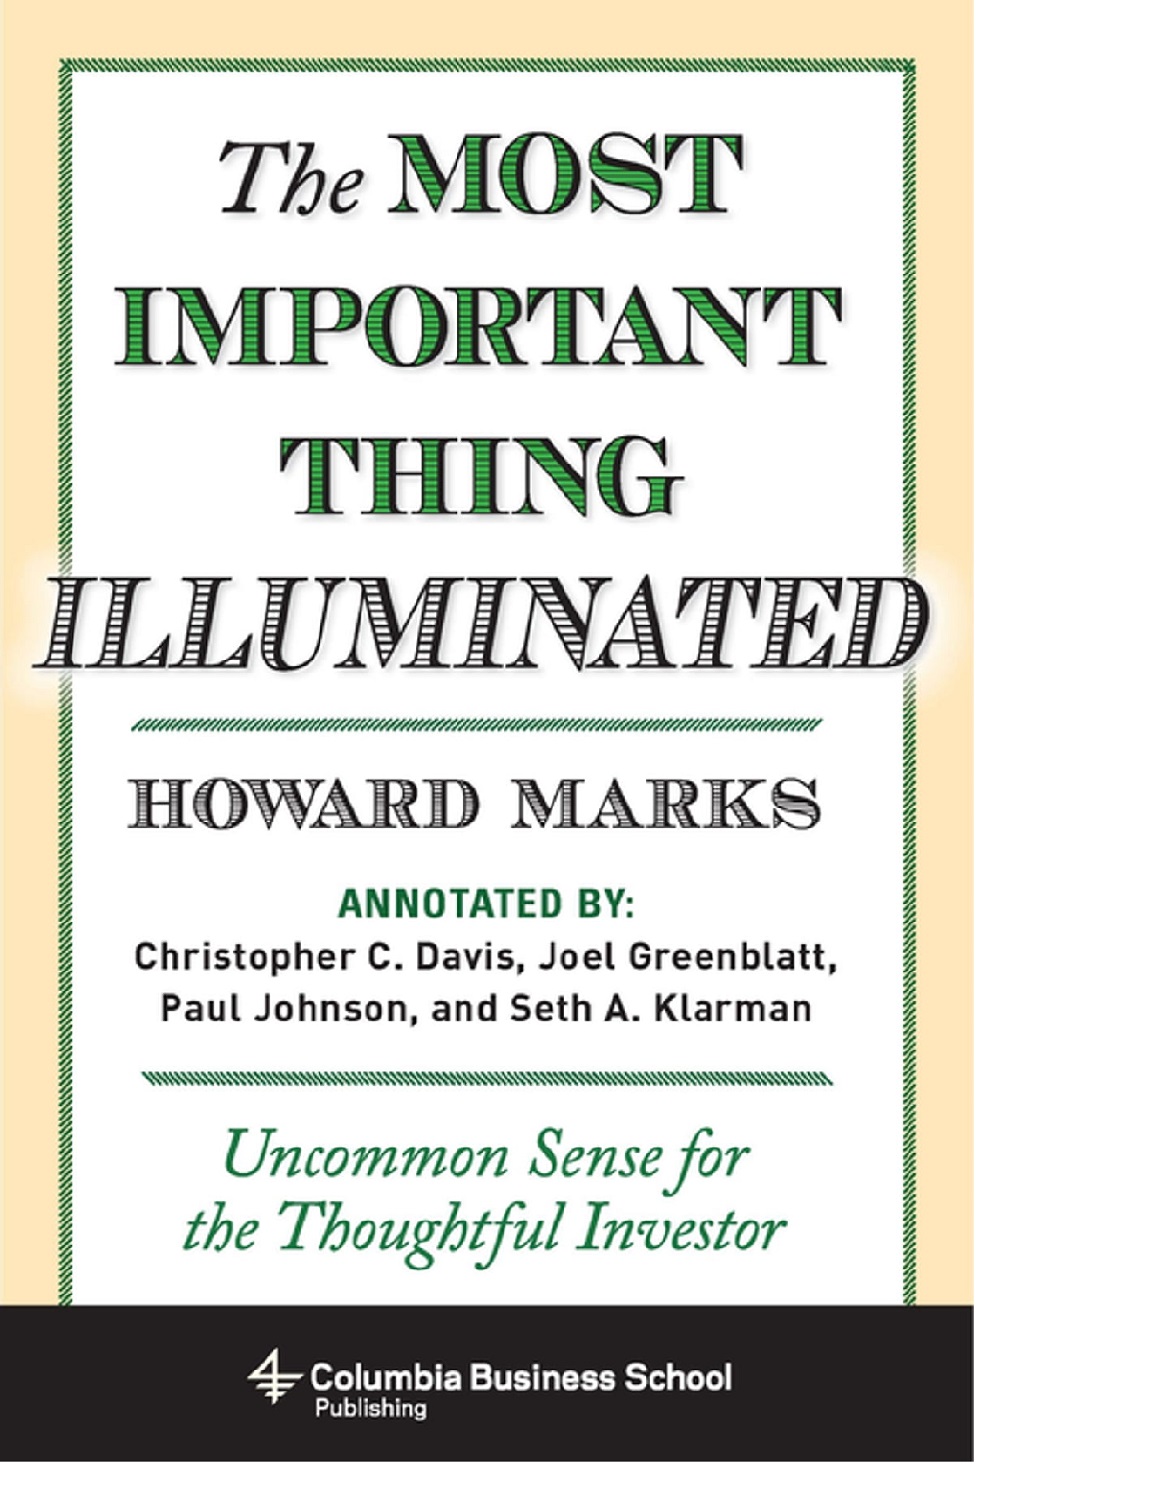 The MOST
IMPORTANT
THING
ILLUMINATED
HOWARD MARKS
ANNOTATED BY:
Christopher C. Davis, Joel Greenblatt,
Paul Johnson, and Seth A. Klarman
Uncommon Sense for
the Thoughtful Investor
Columbia Business School
Publishing